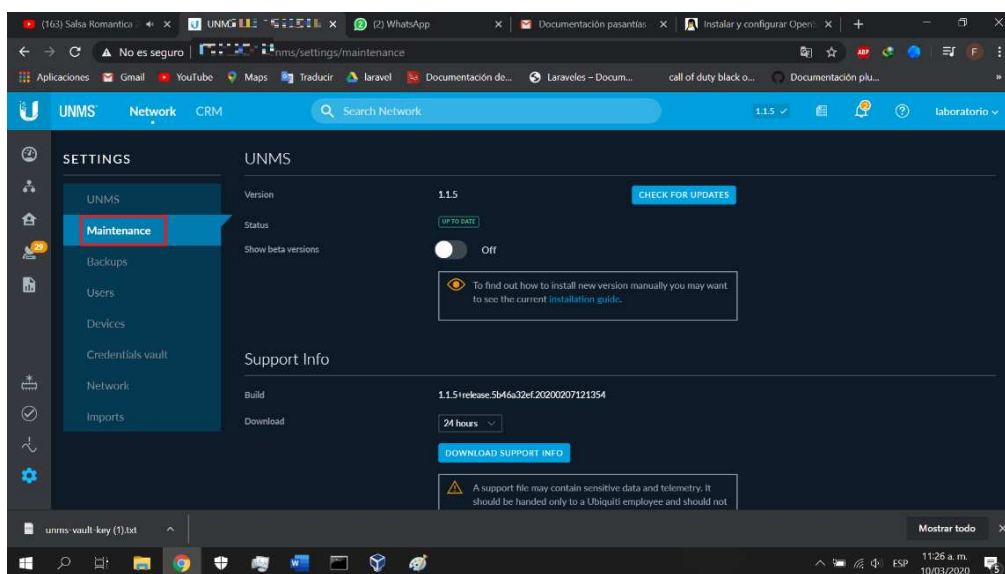 (163) Salsa Romantica
(2) WhatsApp
Documentación pasantías
Instalar y configurar Open
No es seguro
nms/settings/maintenance
ABP
F
Aplicaciones Gmail YouTube Maps Traducir laravel Documentación de... Laraveles – Docum... call of duty black o... Documentación plu...
UNMS Network CRM Search Network 1.1.5 laboratorio
SETTINGS
UNMS
Maintenance
Backups
Users
29
Devices
Credentials vault
Network
Imports
UNMS
Version 1.1.5 CHECK FOR UPDATES
Status UP TO DATE
Show beta versions Off
To find out how to install new version manually you may want
to see the current installation guide.
Support Info
Build 1.1.5+release.5b46a32ef.20200207121354
Download 24 hours
DOWNLOAD SUPPORT INFO
A support file may contain sensitive data and telemetry. It
should be handed only to a Ubiquiti employee and should not
unms-vault-key (1).txt Mostrar todo
ESP 11:26 a. m.
10/03/2020